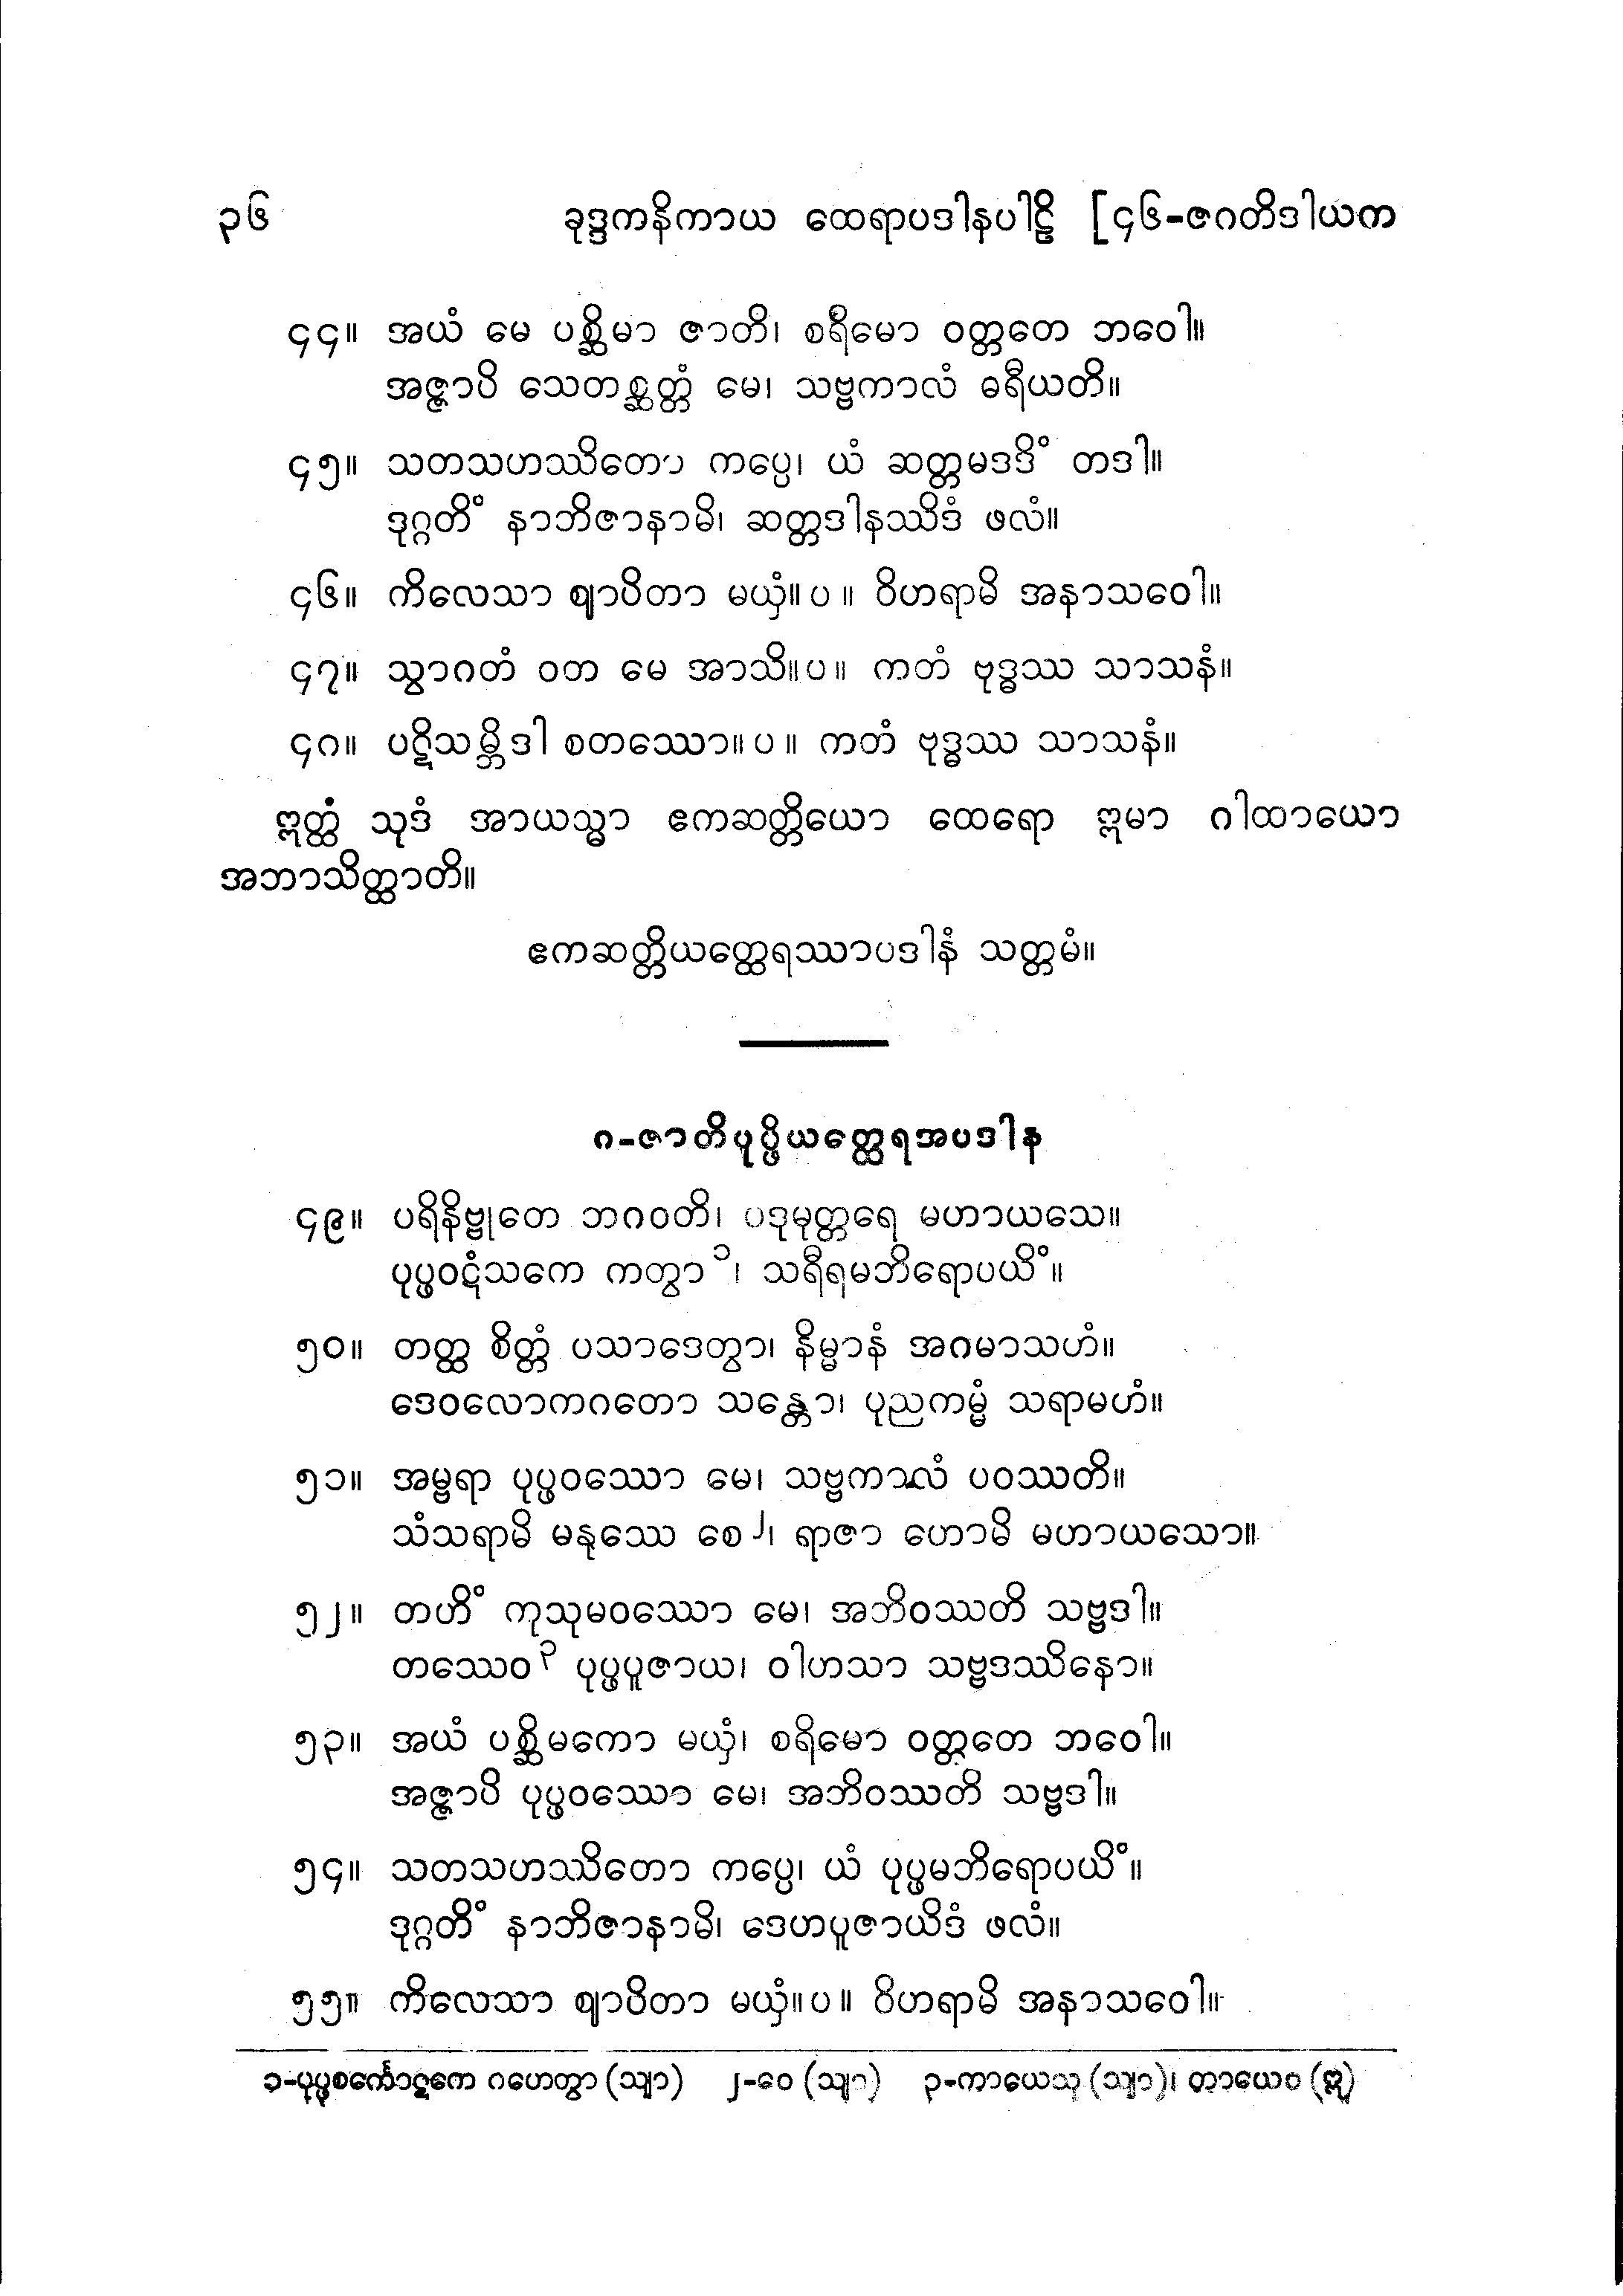 ၃၆ ခုဒ္ဒကနိကာယ ထေရာပဒါနပါဠိ [၄၆-ဇဂတိဒါယက
၄၄။ အယံ မေ ပစ္ဆိမာ ဇာတိ၊ စရိမော ဝတ္တတေ ဘဝေါ။
အဇ္ဇာပိ သေတစ္ဆတ္တံ မေ၊ သဗ္ဗကာလံ ဓရီယတိ။
၄၅။ သတသဟဿိတော ကပ္ပေ၊ ယံ ဆတ္တမဒဒိံ တဒါ။
ဒုဂ္ဂတိံ နာဘိဇာနာမိ၊ ဆတ္တဒါနဿိဒံ ဖလံ။
၄၆။ ကိလေသာ ဈာပိတာ မယှံ။ပ။ ဝိဟရာမိ အနာသဝေါ။
၄၇။ သွာဂတံ ဝတ မေ အာသိ။ပ။ ကတံ ဗုဒ္ဓဿ သာသနံ။
၄၈။ ပဋိသမ္ဘိဒါ စတဿော။ပ။ ကတံ ဗုဒ္ဓဿ သာသနံ။
ဣတ္ထံ သုဒံ အာယသ္မာ ဧကဆတ္တိယော ထေရော ဣမာ ဂါထာယော
အဘာသိတ္ထာတိ။
ဧကဆတ္တိယတ္ထေရဿာပဒါနံ သတ္တမံ။
၈-ဇာတိပုပ္ဖိယတ္ထေရအပဒါန
၄၉။ ပရိနိဗ္ဗုတေ ဘဂဝတိ၊ ပဒုမုတ္တရေ မဟာယသေ။
ပုပ္ဖဝဋံသကေ ကတွာ ၁၊ သရီရမဘိရောပယိံ။
၅၀။ တတ္ထ စိတ္တံ ပသာဒေတွာ၊ နိမ္မာနံ အဂမာသဟံ။
ဒေဝလောကဂတော သန္တော၊ ပုညကမ္မံ သရာမဟံ။
၅၁။ အမ္ဗရာ ပုပ္ဖဝဿော မေ၊ သဗ္ဗကာလံ ပဝဿတိ။
သံသရာမိ မနုဿေ စေ ၂၊ ရာဇာ ဟောမိ မဟာယသော။
၅၂။ တဟိံ ကုသုမဝဿော မေ၊ အဘိဝဿတိ သဗ္ဗဒါ။
တဿေဝ ၃ ပုပ္ဖပူဇာယ၊ ဝါဟသာ သဗ္ဗဒဿိနော။
၅၃။ အယံ ပစ္ဆိမကော မယှံ၊ စရိမော ဝတ္တတေ ဘဝေါ။
အဇ္ဇာပိ ပုပ္ဖဝဿော မေ၊ အဘိဝဿတိ သဗ္ဗဒါ။
၅၄။ သတသဟဿိတော ကပ္ပေ၊ ယံ ပုပ္ဖမဘိရောပယိံ။
ဒုဂ္ဂတိံ နာဘိဇာနာမိ၊ ဒေဟပူဇာယိဒံ ဖလံ။
၅၅။ ကိလေသာ ဈာပိတာ မယှံ။ပ။ ဝိဟရာမိ အနာသဝေါ။
၁-ပုပ္ဖစင်္ကောဋကေ ဂဟေတွာ (သျာ) ၂-ဝေ (သျာ) ၃-ကာယေသု (သျာ)၊ တာယေဝ (ဣ)